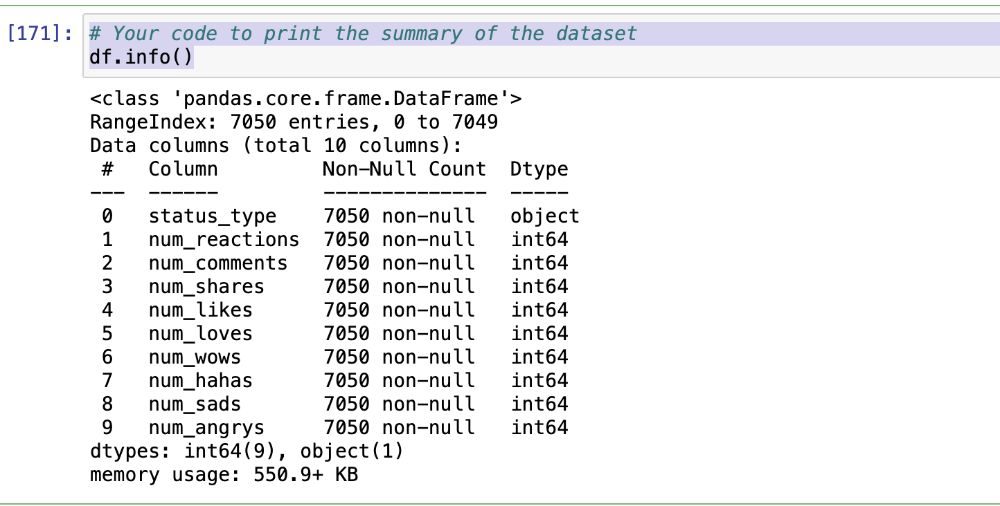 [171]: # Your code to print the summary of the dataset
df.info()
<class 'pandas.core.frame.DataFrame'>
RangeIndex: 7050 entries, 0 to 7049
Data columns (total 10 columns):
 #   Column         Non-Null Count  Dtype
---  ------         --------------  -----
 0   status_type    7050 non-null   object
 1   num_reactions  7050 non-null   int64
 2   num_comments   7050 non-null   int64
 3   num_shares     7050 non-null   int64
 4   num_likes      7050 non-null   int64
 5   num_loves      7050 non-null   int64
 6   num_wows       7050 non-null   int64
 7   num_hahas      7050 non-null   int64
 8   num_sads       7050 non-null   int64
 9   num_angrys     7050 non-null   int64
dtypes: int64(9), object(1)
memory usage: 550.9+ KB